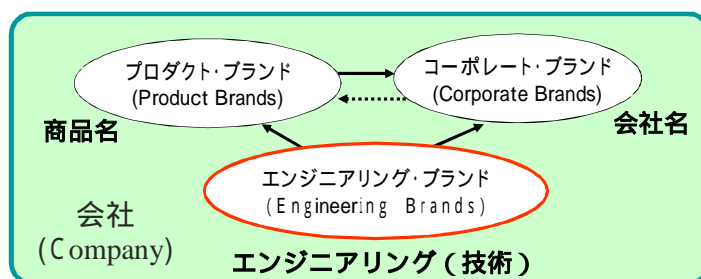 プロダクト・ブランド
(Product Brands)
コーポレート・ブランド
(Corporate Brands)
商品名
会社名
エンジニアリング・ブランド
(Engineering Brands)
会社
(Company)
エンジニアリング(技術)